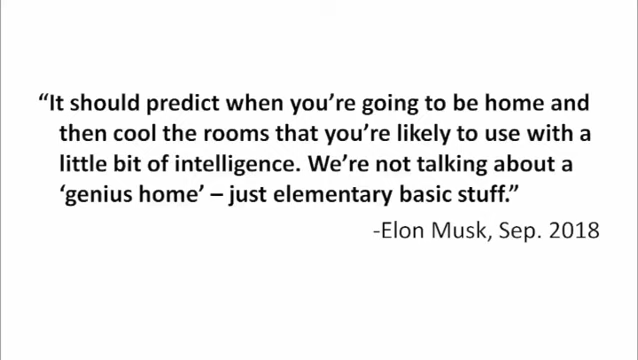 “It should predict when you’re going to be home and
then cool the rooms that you’re likely to use with a
little bit of intelligence. We’re not talking about a
‘genius home’ – just elementary basic stuff.”
-Elon Musk, Sep. 2018